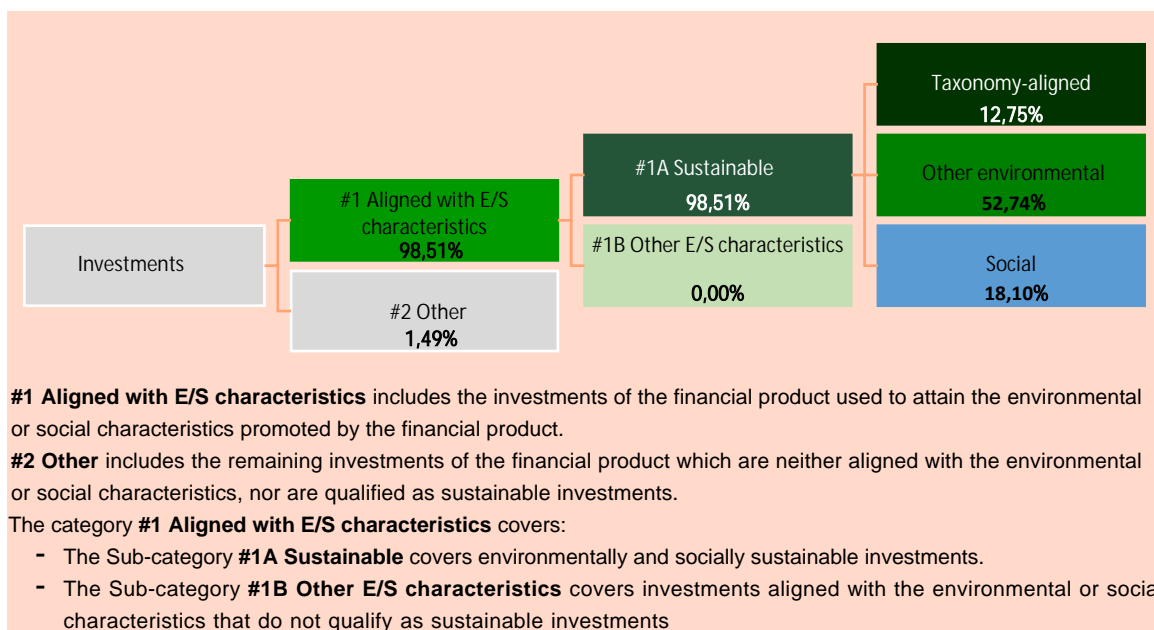 Taxonomy-aligned
12,75%
#1A Sustainable
98,51%
Other environmental
52,74%
#1 Aligned with E/S
characteristics
98,51%
#1B Other E/S characteristics
0,00%
Investments
Social
18,10%
#2 Other
1,49%
#1 Aligned with E/S characteristics includes the investments of the financial product used to attain the environmental
or social characteristics promoted by the financial product.
#2 Other includes the remaining investments of the financial product which are neither aligned with the environmental
or social characteristics, nor are qualified as sustainable investments.
The category #1 Aligned with E/S characteristics covers:
- The Sub-category #1A Sustainable covers environmentally and socially sustainable investments.
- The Sub-category #1B Other E/S characteristics covers investments aligned with the environmental or socia
characteristics that do not qualify as sustainable investments